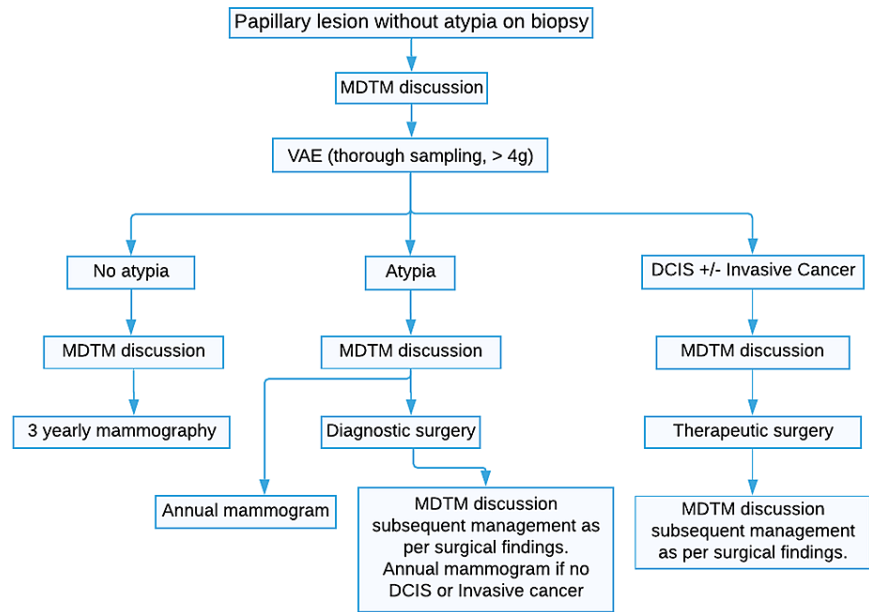 Papillary lesion without atypia on biopsy
MDTM discussion
VAE (thorough sampling, > 4g)
No atypia
Atypia
DCIS +/- Invasive Cancer
MDTM discussion
MDTM discussion
MDTM discussion
3 yearly mammography
Diagnostic surgery
Therapeutic surgery
Annual mammogram
MDTM discussion
subsequent management as
per surgical findings.
Annual mammogram if no
DCIS or Invasive cancer
MDTM discussion
subsequent management
as per surgical findings.